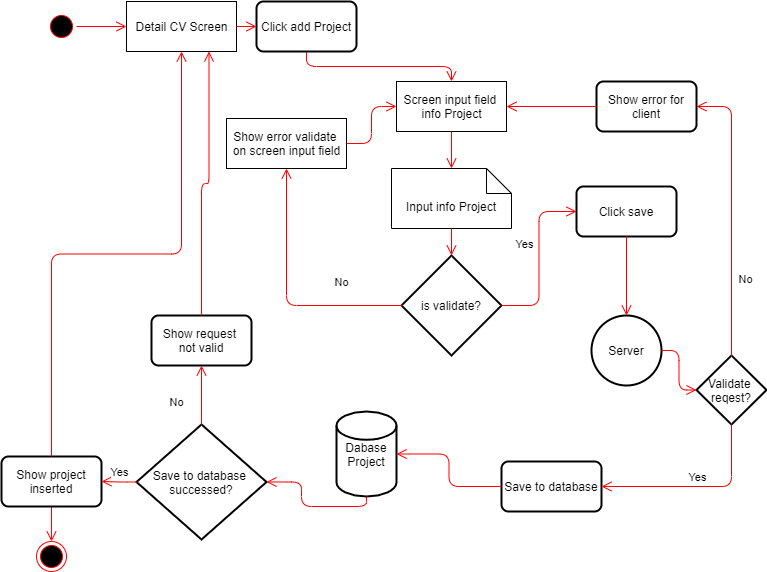 Detail CV Screen
Click add Project
Screen input field
info Project
Show error for
client
Show error validate
on screen input field
Input info Project
Click save
Yes
No
is validate?
No
Show request
not valid
Server
Validate
reqest?
No
Dabase
Project
Show project
inserted
Yes
Save to database
successed?
Save to database
Yes